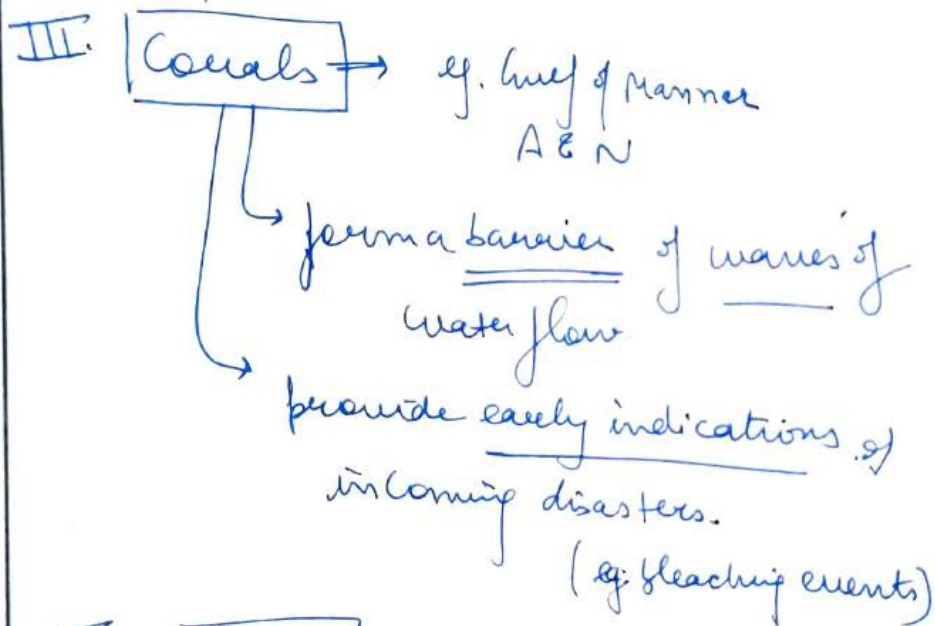 III. Corals → eg. Gulf of Mannar
A & N
form a barrier of waves of
water flow
provide early indications of
incoming disasters.
(eg: bleaching events)